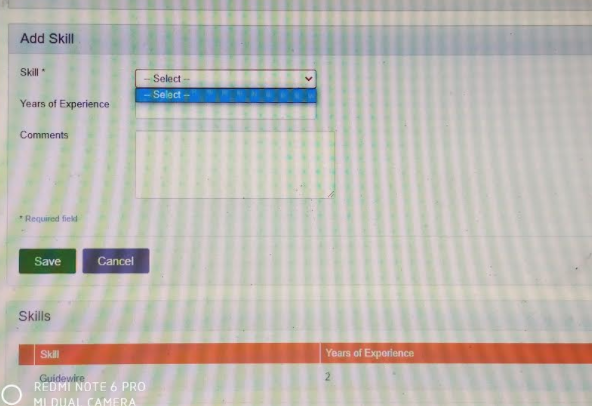 Add Skill
Skill *
-- Select --
-- Select --
Years of Experience
Comments
* Required field
Save Cancel
Skills
Skill Years of Experience
Guidewire 2
REDMI NOTE 6 PRO
MI DUAL CAMERA